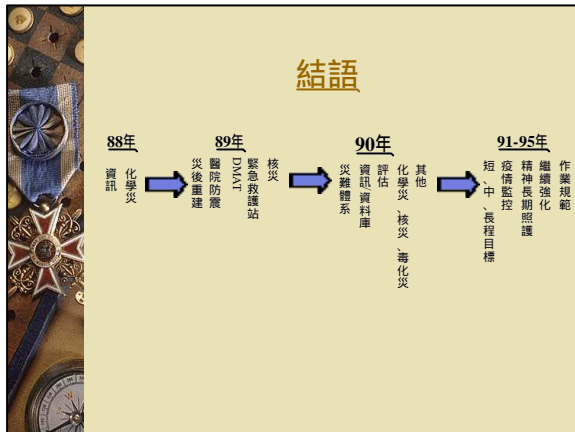 結語
88年
化學災
資訊
89年
核災
緊急救護站
DMAT
醫院防震
災後重建
90年
其他
化學災、核災、毒化災
評估
資訊、資料庫
災難體系
91-95年
作業規範
繼續強化
精神長期照護
疫情監控
短、中、長程目標